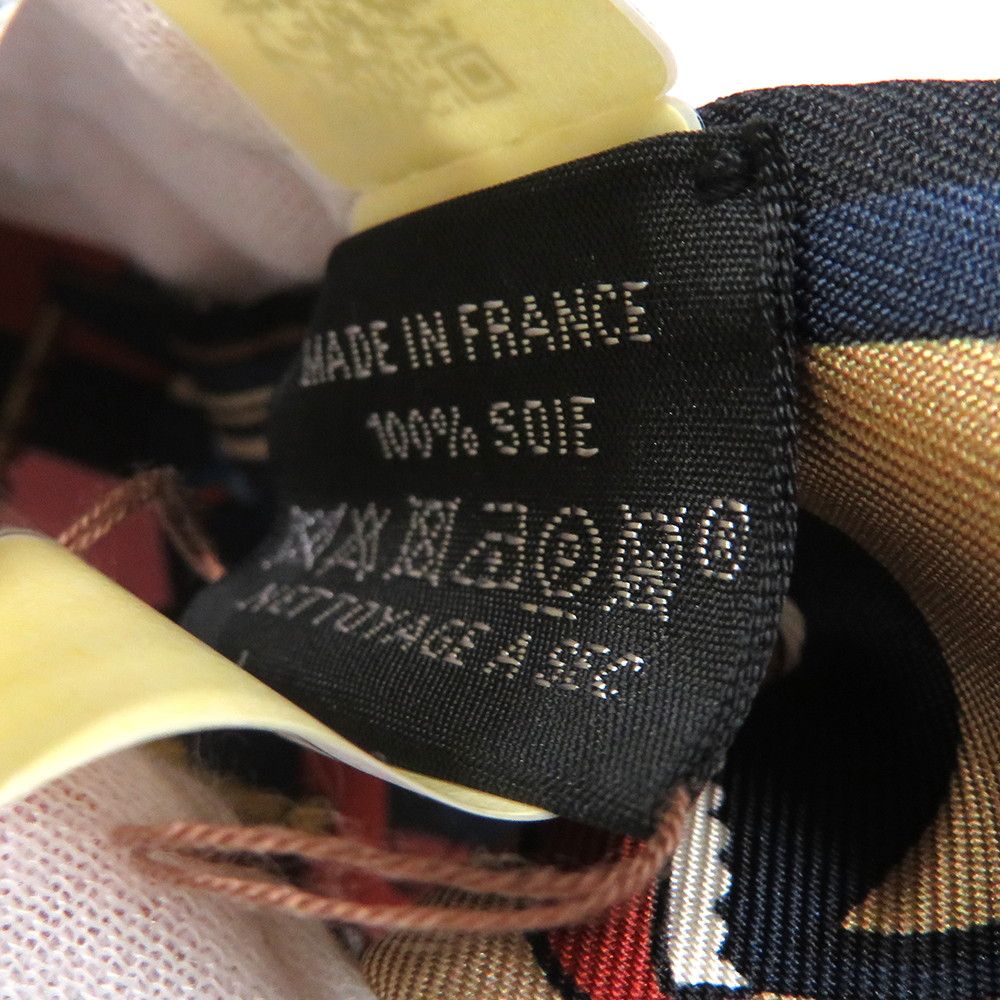 MADE IN FRANCE
100% SOIE
NETTOYAGE A SEC